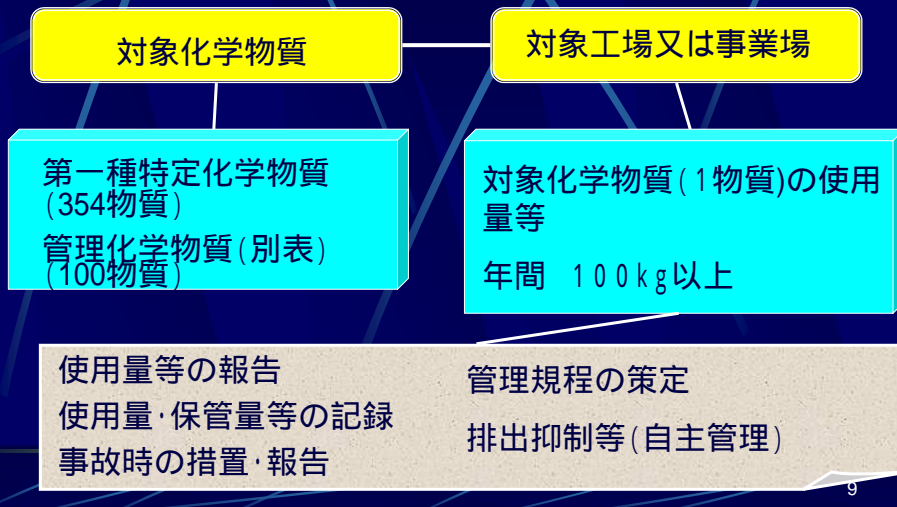 対象化学物質
対象工場又は事業場
第一種特定化学物質
(354物質)
管理化学物質(別表)
(100物質)
対象化学物質(1物質)の使用
量等
年間 100kg以上
使用量等の報告
使用量·保管量等の記録
事故時の措置·報告
管理規程の策定
排出抑制等(自主管理)
9